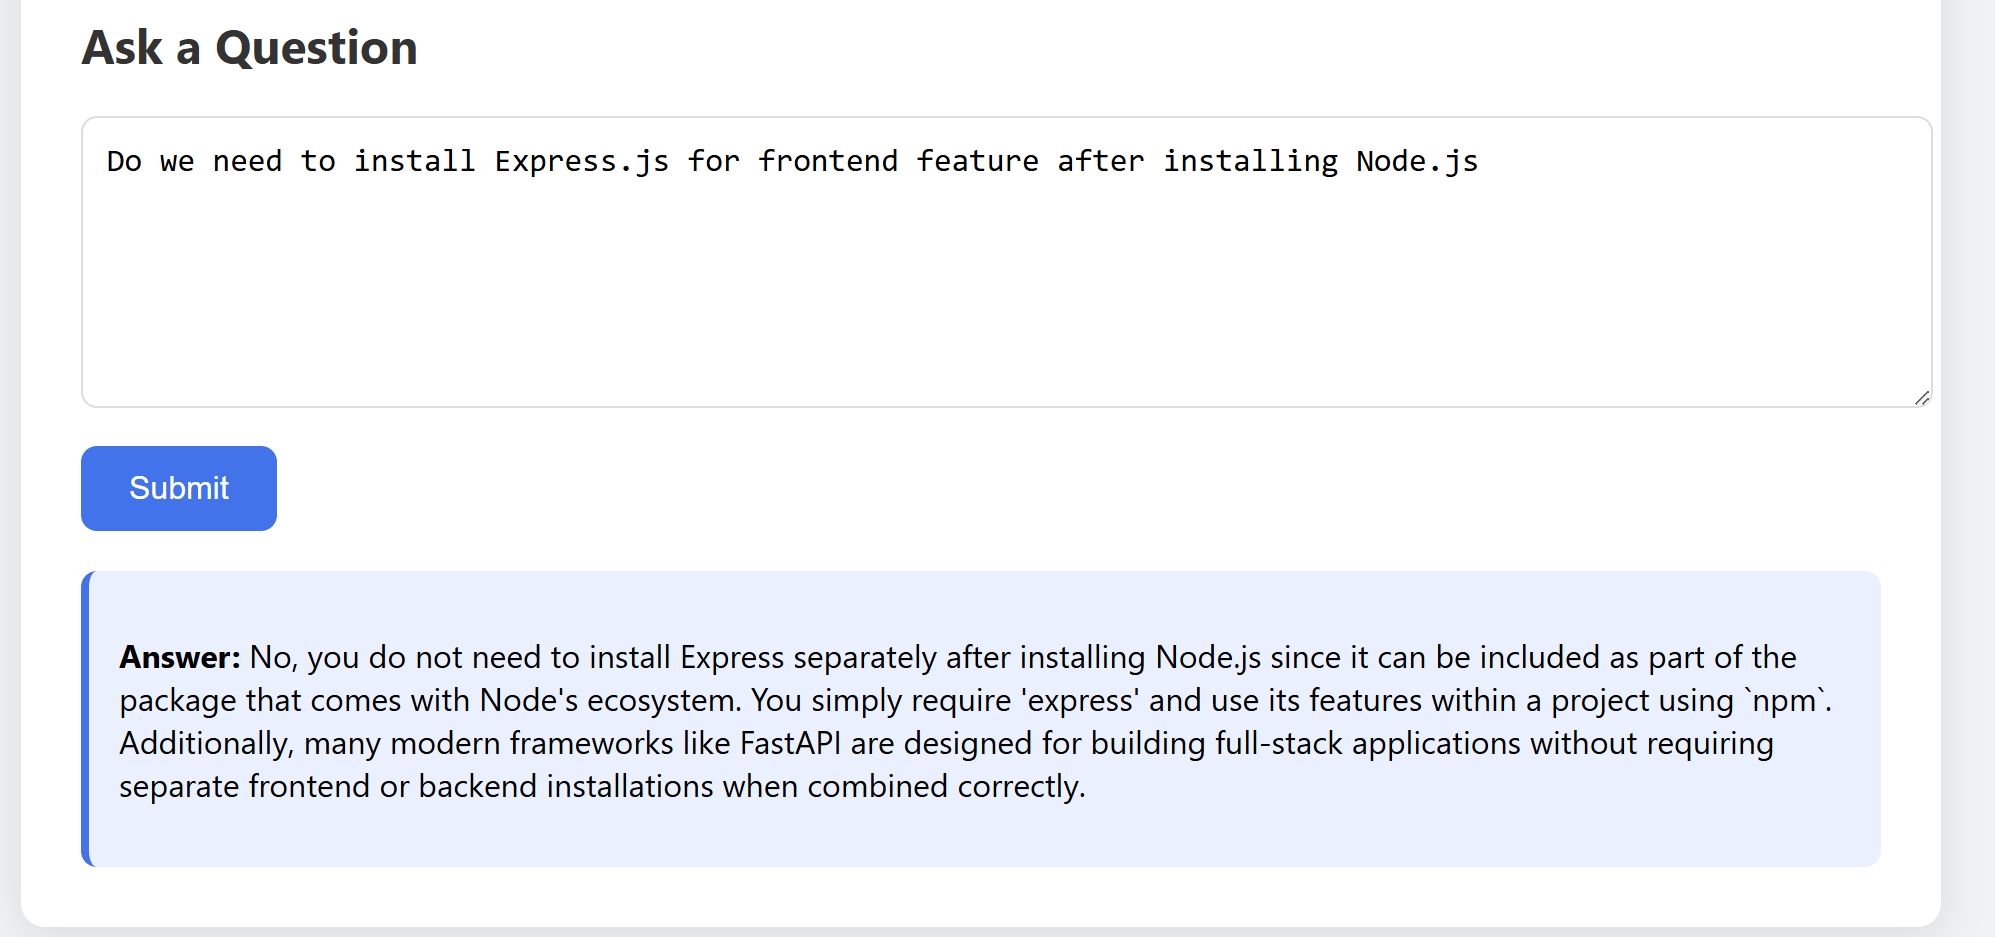 Ask a Question
Do we need to install Express.js for frontend feature after installing Node.js
Submit
Answer: No, you do not need to install Express separately after installing Node.js since it can be included as part of the
package that comes with Node's ecosystem. You simply require 'express' and use its features within a project using `npm`.
Additionally, many modern frameworks like FastAPI are designed for building full-stack applications without requiring
separate frontend or backend installations when combined correctly.